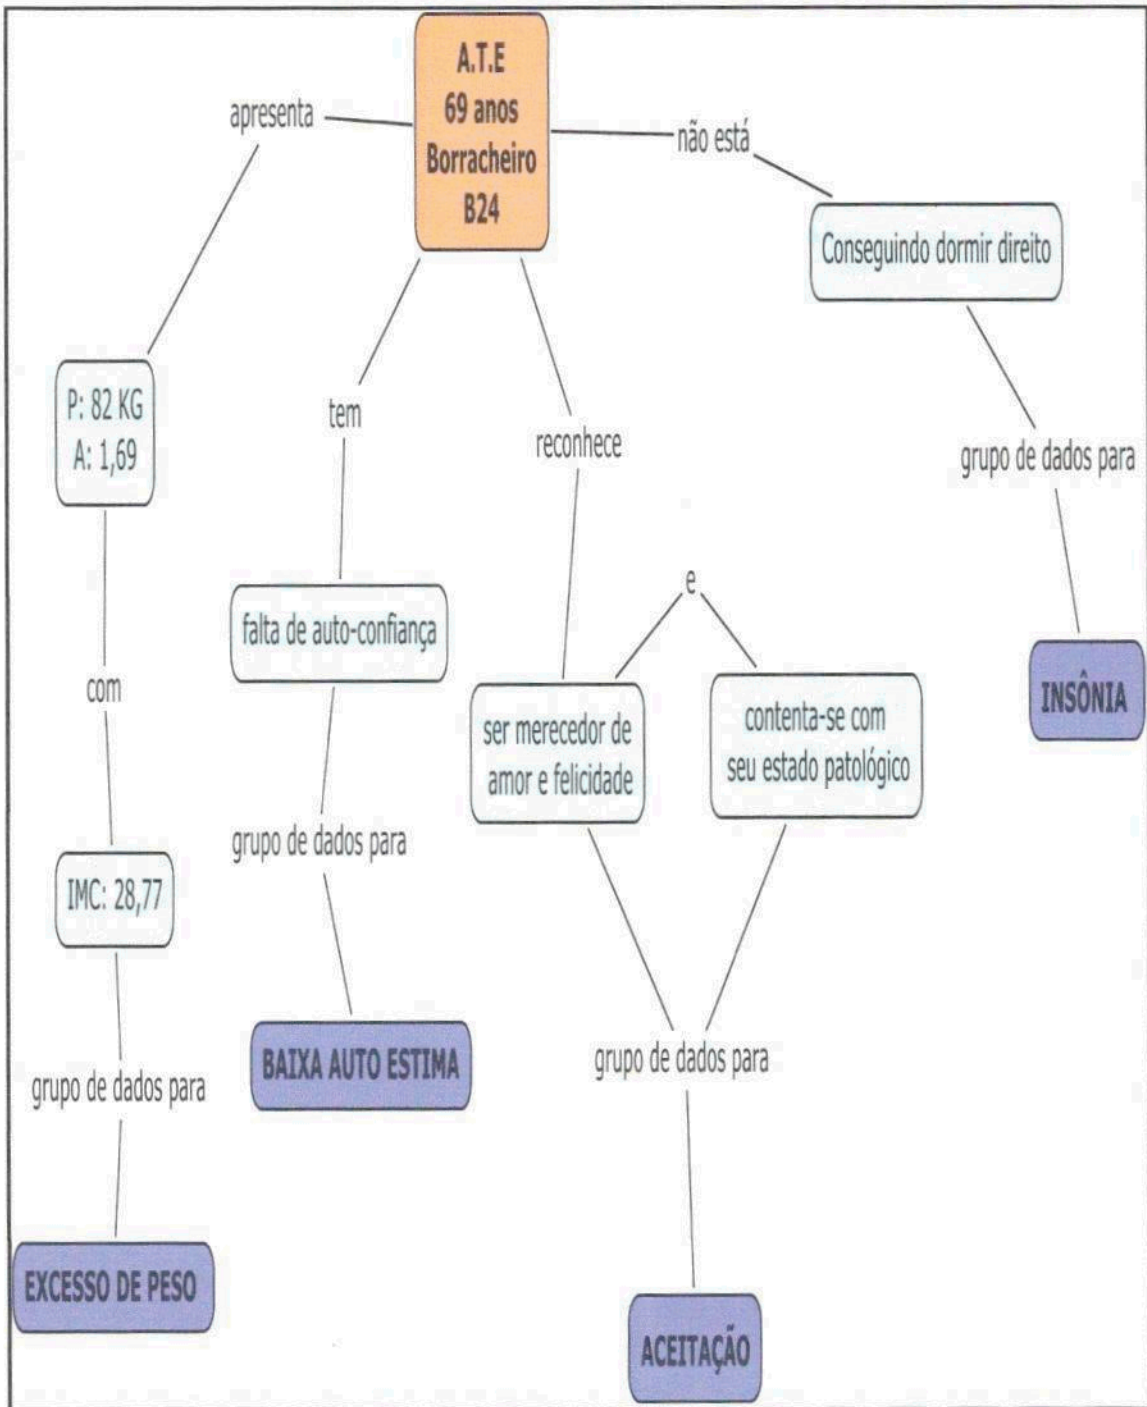 A.T.E
69 anos
Borracheiro
B24
apresenta
não está
Conseguindo dormir direito
P: 82 KG
A: 1,69
tem
reconhece
grupo de dados para
e
falta de auto-confiança
com
ser merecedor de
amor e felicidade
contenta-se com
seu estado patológico
INSÔNIA
grupo de dados para
IMC: 28,77
BAIXA AUTO ESTIMA
grupo de dados para
grupo de dados para
EXCESSO DE PESO
ACEITAÇÃO